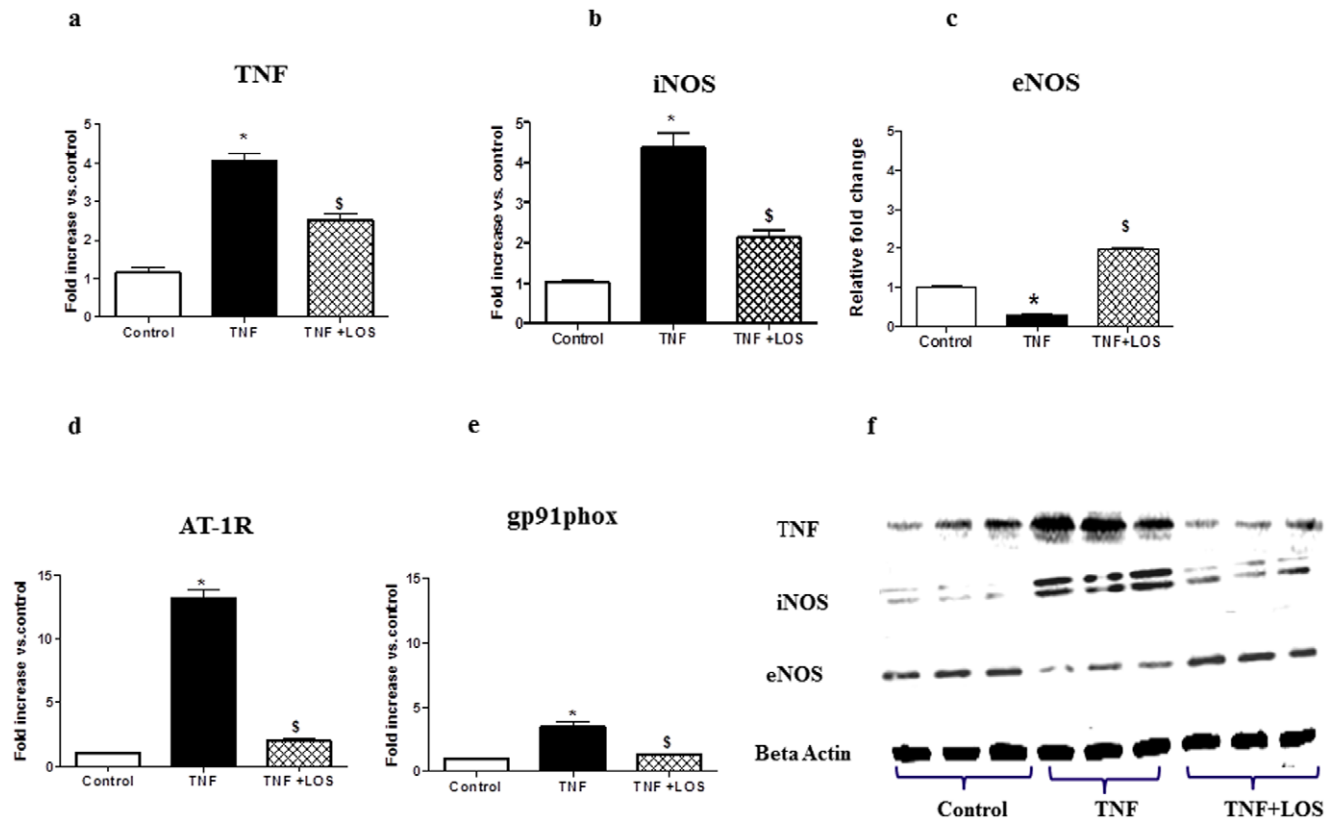 a
TNF
Fold increase vs.control
5
4
3
2
1
0
*
$
Control TNF TNF +LOS
b
iNOS
Fold increase vs. control
5
4
3
2
1
0
*
$
Control TNF TNF +LOS
c
eNOS
Relative fold change
5
4
3
2
1
0
*
$
Control TNF TNF+LOS
d
AT-1R
Fold increase vs.control
15
10
5
0
*
$
Control TNF TNF +LOS
e
gp91phox
Fold increase vs.control
15
10
5
0
*
$
Control TNF TNF +LOS
f
TNF
iNOS
eNOS
Beta Actin
Control TNF TNF+LOS